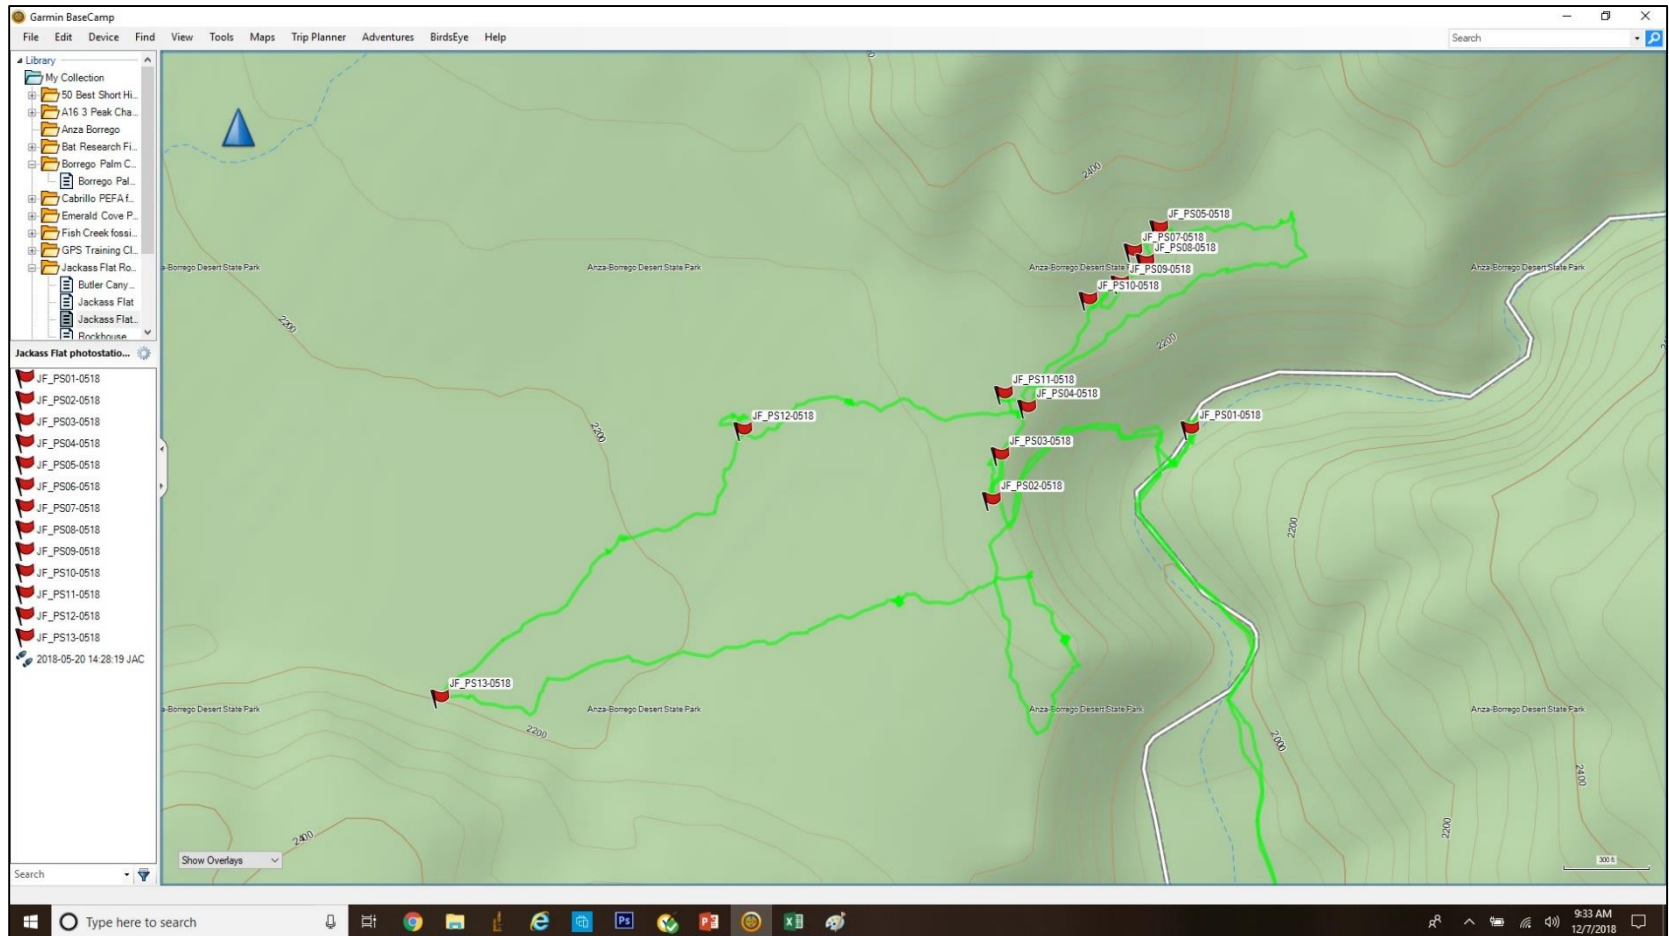 Garmin BaseCamp
File Edit Device Find View Tools Maps Trip Planner Adventures BirdsEye Help
Search
Library
My Collection
50 Best Short Hi...
A16 3 Peak Cha...
Anza Borrego
Bat Research Fi...
Borrego Palm C...
Borrego Pal...
Cabrillo PEFA f...
Emerald Cove P...
Fish Creek fossi...
GPS Training Cl...
Jackass Flat Ro...
Butler Cany...
Jackass Flat
Jackass Flat...
Rockhouse
Jackass Flat photostatio...
JF_PS01-0518
JF_PS02-0518
JF_PS03-0518
JF_PS04-0518
JF_PS05-0518
JF_PS06-0518
JF_PS07-0518
JF_PS08-0518
JF_PS09-0518
JF_PS10-0518
JF_PS11-0518
JF_PS12-0518
JF_PS13-0518
2018-05-20 14:28:19 JAC
Search
2400
JF_PS05-0518
JF_PS07-0518
JF_PS08-0518
a-Borrego Desert State Park
Anza-Borrego Desert State Park
Anza-Borrego Desert State P
JF_PS09-0518
Anza-Borrego Desert State Park
JF_PS10-0518
2200
2200
JF_PS11-0518
JF_PS04-0518
JF_PS12-0518
JF_PS01-0518
2200
JF_PS03-0518
JF_PS02-0518
2200
JF_PS13-0518
a-Borrego Desert State Park
Anza-Borrego Desert State Park
Anza-Borrego Desert State Park
Anza-Borrego Desert State Park
2200
2000
2400
2200
2400
Show Overlays
300 ft
Type here to search
Ps
9:33 AM
12/7/2018